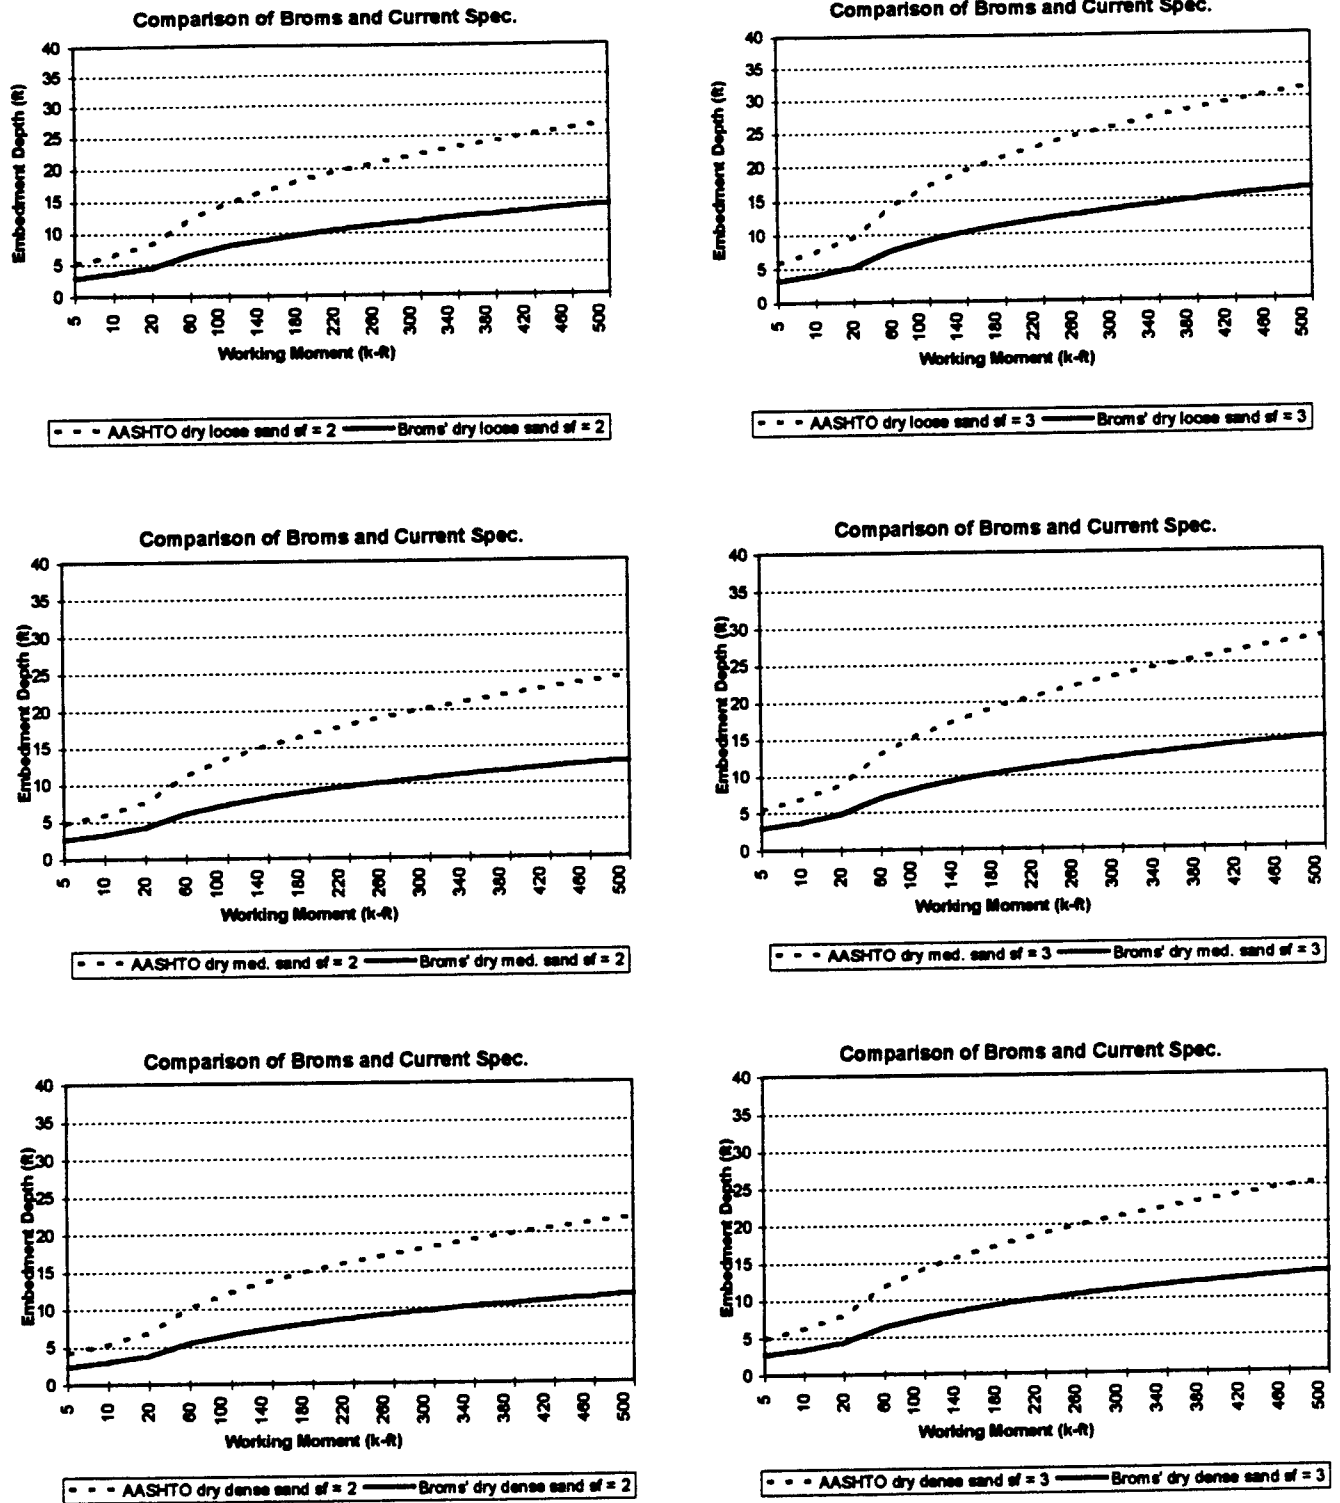 Comparison of Broms and Current Spec.
Embedment Depth (ft)
40
35
30
25
20
15
10
5
0
5 10 20 60 100 140 180 220 260 300 340 380 420 460 500
Working Moment (k-ft)
AASHTO dry loose sand sf = 2 Broms' dry loose sand sf = 2
Comparison of Broms and Current Spec.
Embedment Depth (ft)
40
35
30
25
20
15
10
5
0
5 10 20 60 100 140 180 220 260 300 340 380 420 460 500
Working Moment (k-ft)
AASHTO dry loose sand sf = 3 Broms' dry loose sand sf = 3
Comparison of Broms and Current Spec.
Embedment Depth (ft)
40
35
30
25
20
15
10
5
0
5 10 20 60 100 140 180 220 260 300 340 380 420 460 500
Working Moment (k-ft)
AASHTO dry med. sand sf = 2 Broms' dry med. sand sf = 2
Comparison of Broms and Current Spec.
Embedment Depth (ft)
40
35
30
25
20
15
10
5
0
5 10 20 60 100 140 180 220 260 300 340 380 420 460 500
Working Moment (k-ft)
AASHTO dry med. sand sf = 3 Broms' dry med. sand sf = 3
Comparison of Broms and Current Spec.
Embedment Depth (ft)
40
35
30
25
20
15
10
5
0
5 10 20 60 100 140 180 220 260 300 340 380 420 460 500
Working Moment (k-ft)
AASHTO dry dense sand sf = 2 Broms' dry dense sand sf = 2
Comparison of Broms and Current Spec.
Embedment Depth (ft)
40
35
30
25
20
15
10
5
0
5 10 20 60 100 140 180 220 260 300 340 380 420 460 500
Working Moment (k-ft)
AASHTO dry dense sand sf = 3 Broms' dry dense sand sf = 3